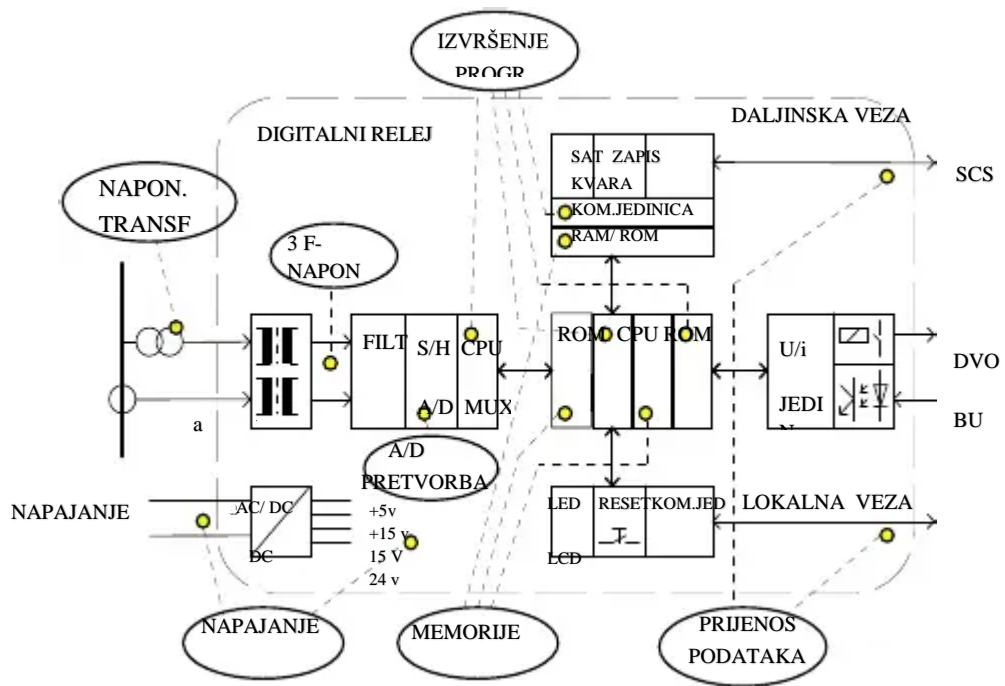 IZVRŠENJE
PROGR
DIGITALNI RELEJ
DALJINSKA VEZA
SAT ZAPIS
KVARA
KOM.JEDINICA
RAM/ ROM
SCS
NAPON.
TRANSF
3 F-
NAPON
FILT
S/H
CPU
A/D
MUX
ROM
CPU
ROM
U/i
JEDIN
DVO
BU
a
A/D
PRETVORBA
NAPAJANJE
AC/ DC
DC
+5v
+15 v
15 V
24 v
LED
LCD
RESET
KOM.JED
LOKALNA VEZA
NAPAJANJE
MEMORIJE
PRIJENOS
PODATAKA